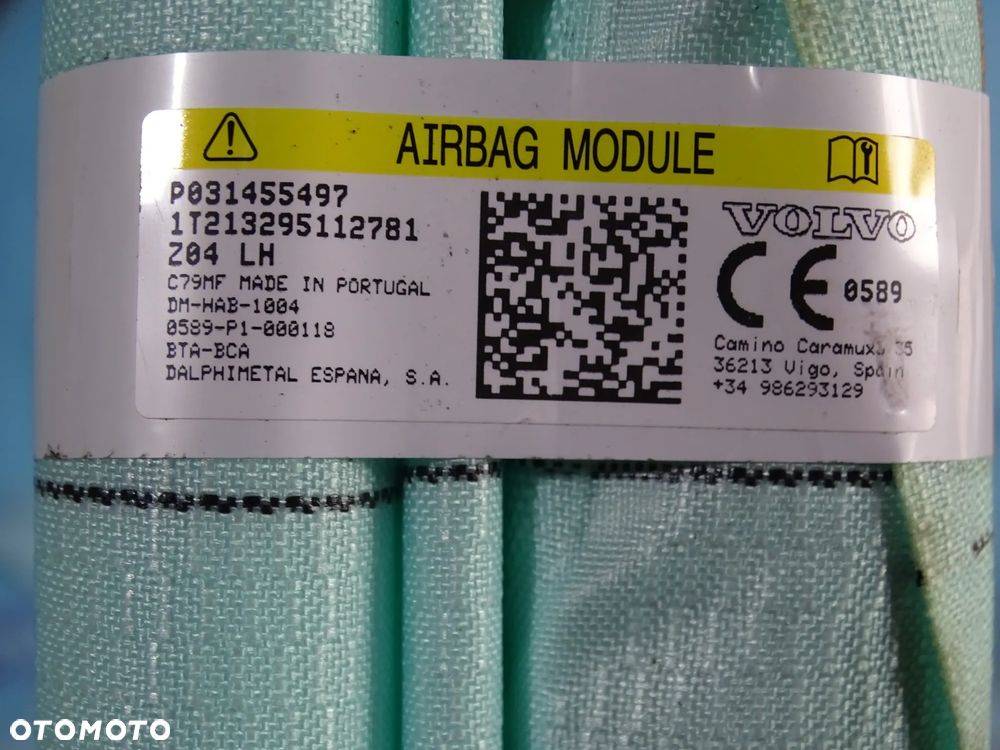 AIRBAG MODULE
P031455497
1T213295112781
Z04 LH
C79MF MADE IN PORTUGAL
DM-HAB-1004
0589-P1-000118
BTA-BCA
DALPHIMETAL ESPANA, S.A.
VOLVO
CE 0589
Camino 35
36213 Vigo, Spain
+34 986293129
OTOMOTO